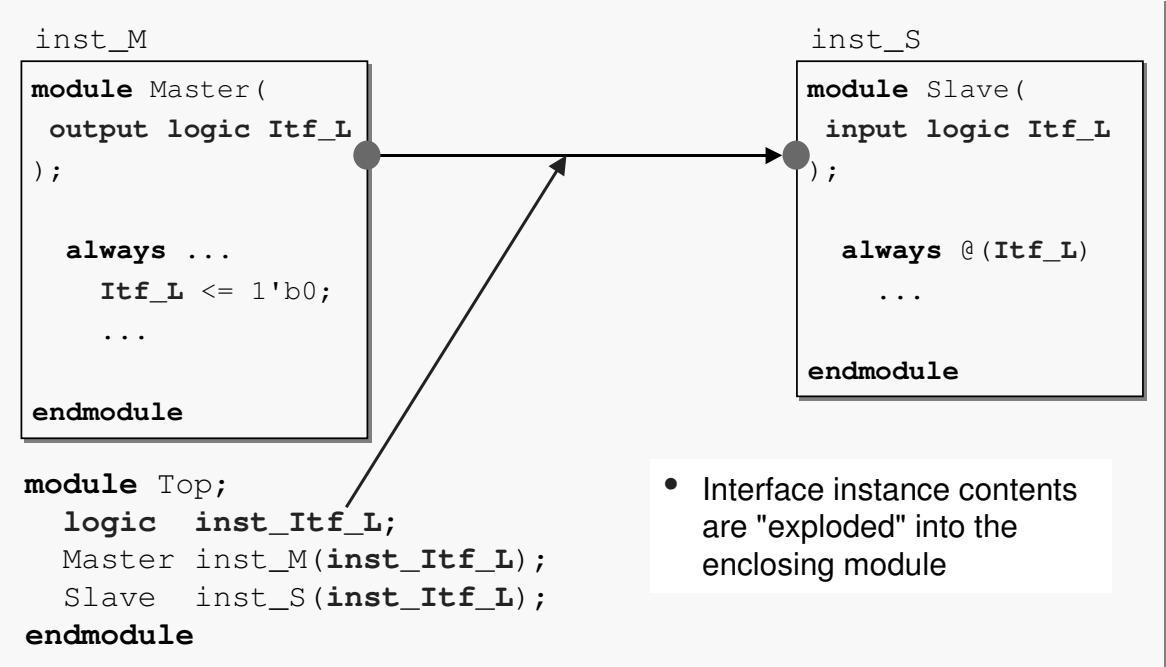 inst_M
module Master(
output logic Itf_L
);
always ...
Itf_L <= 1'b0;
...
endmodule
inst_S
module Slave(
input logic Itf_L
);
always @(Itf_L)
...
endmodule
module Top;
logic inst_Itf_L;
Master inst_M(inst_Itf_L);
Slave inst_S(inst_Itf_L);
endmodule
• Interface instance contents
are "exploded" into the
enclosing module